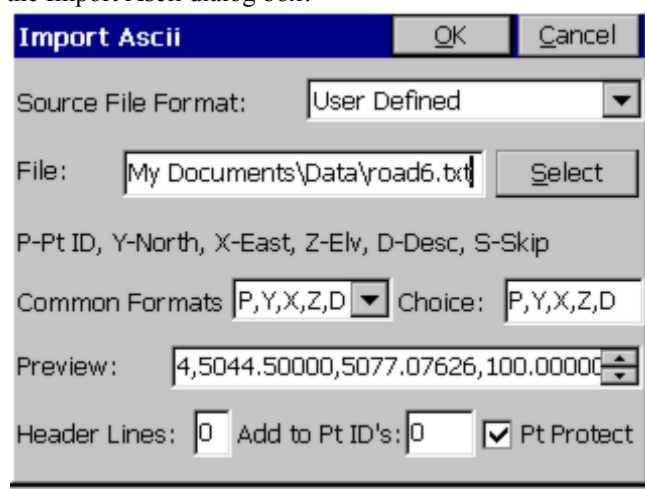 the Import Ascii dialog box.
Import Ascii OK Cancel
Source File Format: User Defined
File: My Documents\Data\road6.txt Select
P-Pt ID, Y-North, X-East, Z-Elv, D-Desc, S-Skip
Common Formats P,Y,X,Z,D Choice: P,Y,X,Z,D
Preview: 4,5044.50000,5077.07626,100.00000
Header Lines: 0 Add to Pt ID's: 0 Pt Protect